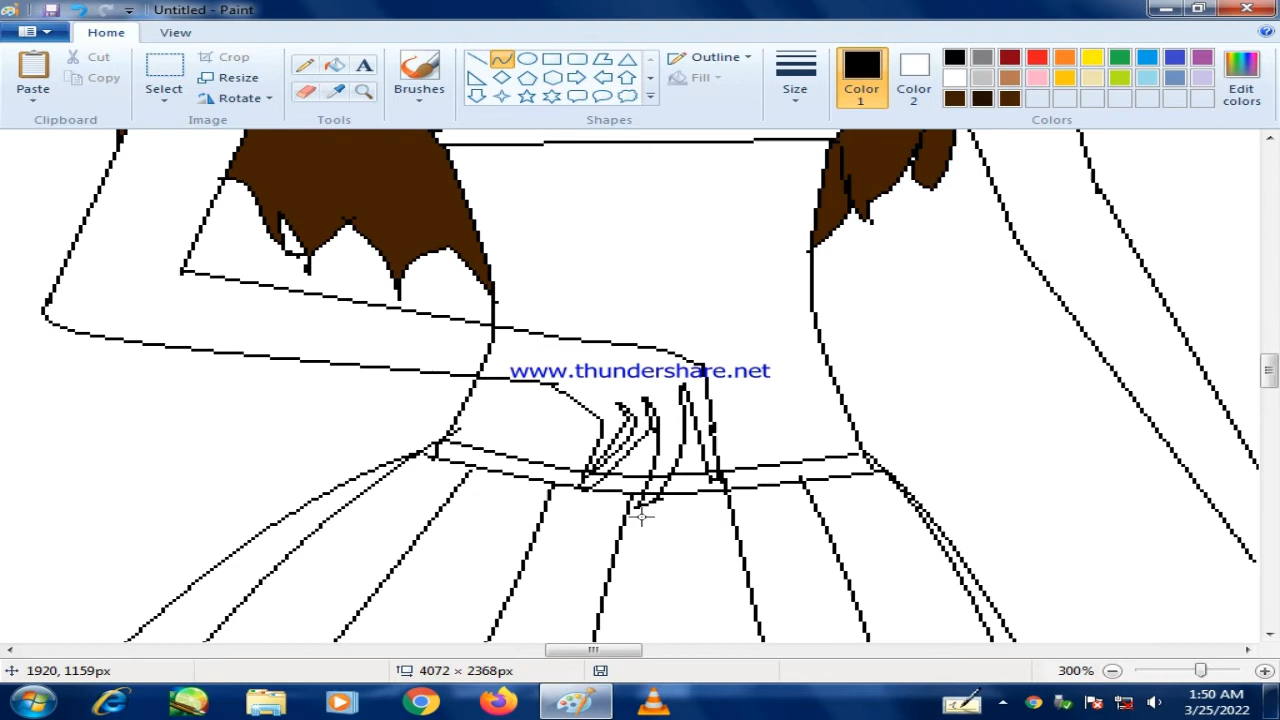 Untitled - Paint
Home
View
Paste
Cut
Copy
Clipboard
Select
Crop
Resize
Rotate
Image
A
Tools
Brushes
Outline
Fill
Shapes
Size
Color
1
Color
2
Edit
colors
Colors
www.thundershare.net
1920, 1159px
4072 × 2368px
300%
1:50 AM
3/25/2022